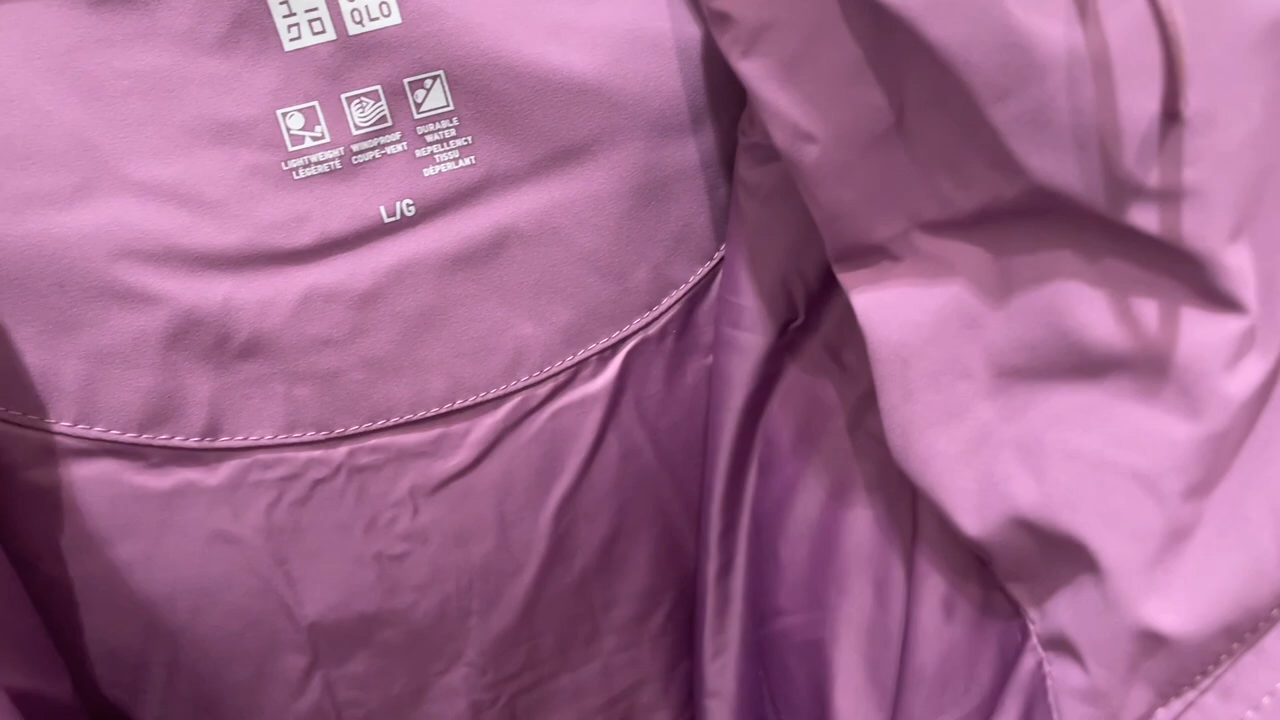 QLO
LIGHTWEIGHT
LÉGÈRETÉ
WINDPROOF
COUPE-VENT
DURABLE
WATER
REPELLENCY
TISSU
DÉPERLANT
L/G